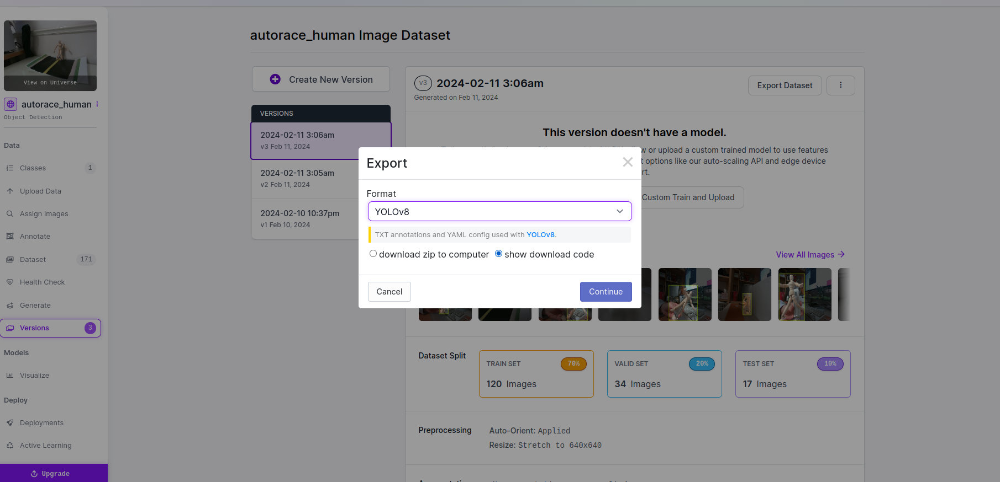 View on Universe
autorace_human
Object Detection
Data
Classes 1
Upload Data
Assign Images
Annotate
Dataset 171
Health Check
Generate
Versions 3
Models
Visualize
Deploy
Deployments
Active Learning
Upgrade
autorace_human Image Dataset
Create New Version
VERSIONS
2024-02-11 3:06am
v3 Feb 11, 2024
2024-02-11 3:05am
v2 Feb 11, 2024
2024-02-10 10:37pm
v1 Feb 10, 2024
v3 2024-02-11 3:06am
Generated on Feb 11, 2024
Export Dataset
This version doesn't have a model.
or upload a custom trained model to use features
options like our auto-scaling API and edge device
Custom Train and Upload
Export
Format
YOLOv8
TXT annotations and YAML config used with YOLOv8.
download zip to computer show download code
Cancel Continue
View All Images
Dataset Split
TRAIN SET 70%
120 Images
VALID SET 20%
34 Images
TEST SET 10%
17 Images
Preprocessing
Auto-Orient: Applied
Resize: Stretch to 640x640